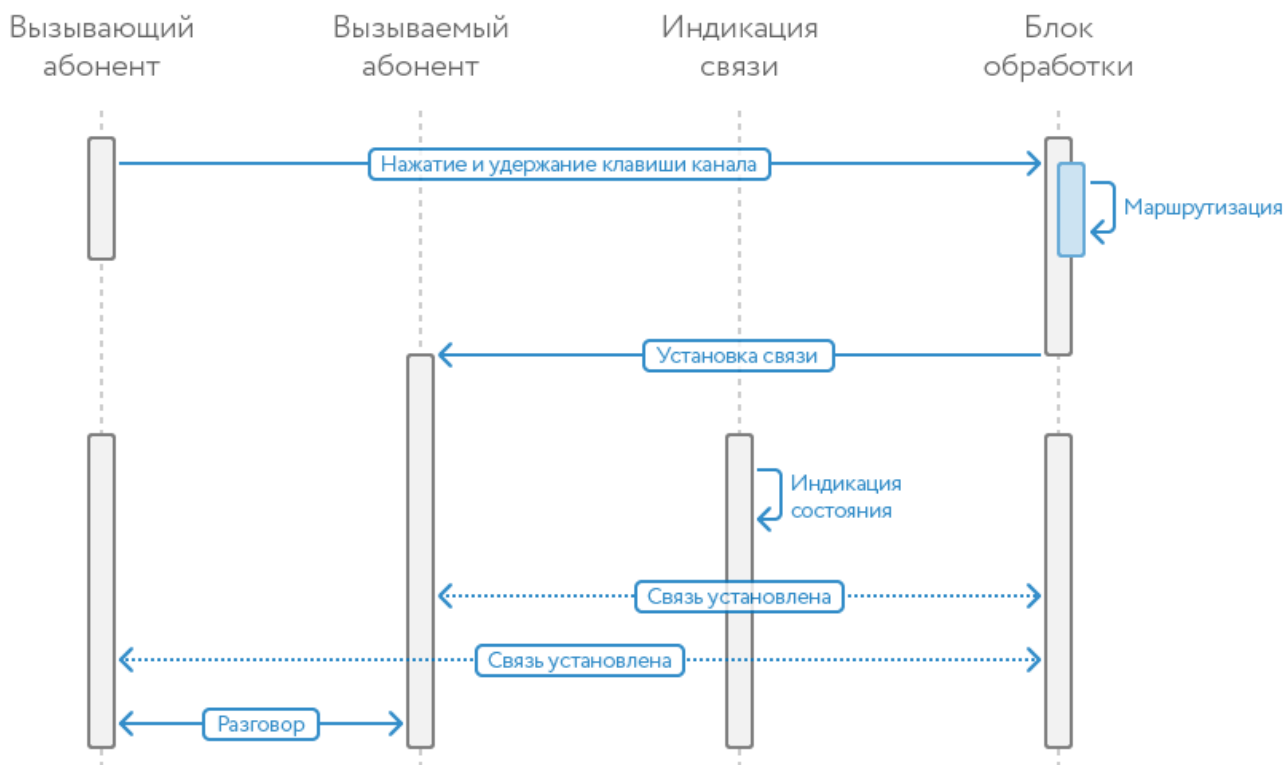 Вызывающий
абонент
Вызываемый
абонент
Индикация
связи
Блок
обработки
Нажатие и удержание клавиши канала
Маршрутизация
Установка связи
Индикация
состояния
Связь установлена
Связь установлена
Разговор